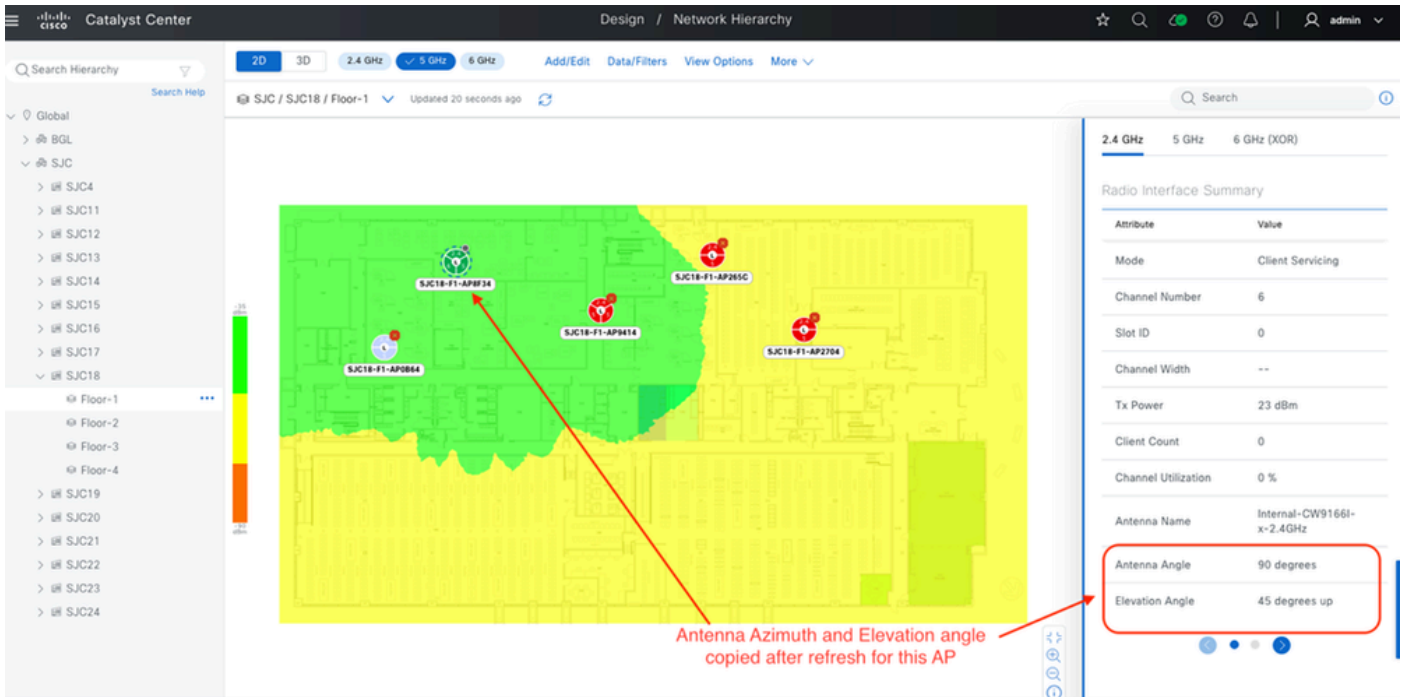 cisco Catalyst Center
Design / Network Hierarchy
admin
Search Hierarchy
Search Help
Global
BGL
SJC
SJC4
SJC11
SJC12
SJC13
SJC14
SJC15
SJC16
SJC17
SJC18
Floor-1
Floor-2
Floor-3
Floor-4
SJC19
SJC20
SJC21
SJC22
SJC23
SJC24
2D 3D 2.4 GHz 5 GHz 6 GHz Add/Edit Data/Filters View Options More
SJC / SJC18 / Floor-1 Updated 20 seconds ago
Search
-35
dBm
-90
dBm
SJC18-F1-AP8F34
SJC18-F1-AP265C
SJC18-F1-AP9414
SJC18-F1-AP2704
SJC18-F1-AP0B64
Antenna Azimuth and Elevation angle
copied after refresh for this AP
2.4 GHz 5 GHz 6 GHz (XOR)
Radio Interface Summary
Attribute Value
Mode Client Servicing
Channel Number 6
Slot ID 0
Channel Width --
Tx Power 23 dBm
Client Count 0
Channel Utilization 0 %
Antenna Name Internal-CW9166I-
x-2.4GHz
Antenna Angle 90 degrees
Elevation Angle 45 degrees up